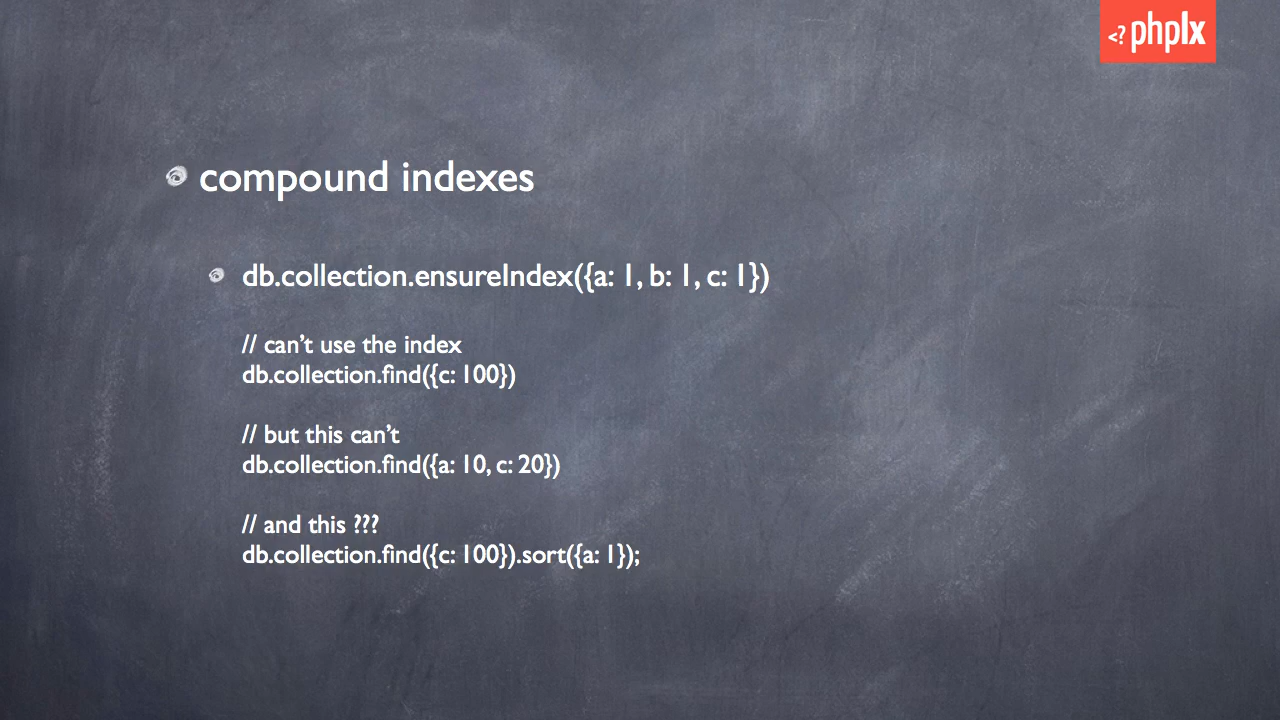 <? phplx
compound indexes
db.collection.ensureIndex({a: 1, b: 1, c: 1})
// can’t use the index
db.collection.find({c: 100})
// but this can’t
db.collection.find({a: 10, c: 20})
// and this ???
db.collection.find({c: 100}).sort({a: 1});